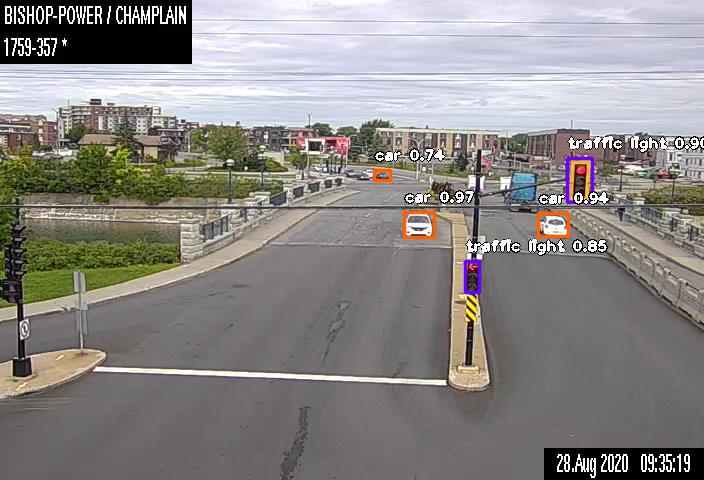 BISHOP-POWER / CHAMPLAIN
1759-357 *
traffic light 0.90
car 0.74
car 0.97
car 0.94
traffic light 0.85
28.Aug 2020 09:35:19